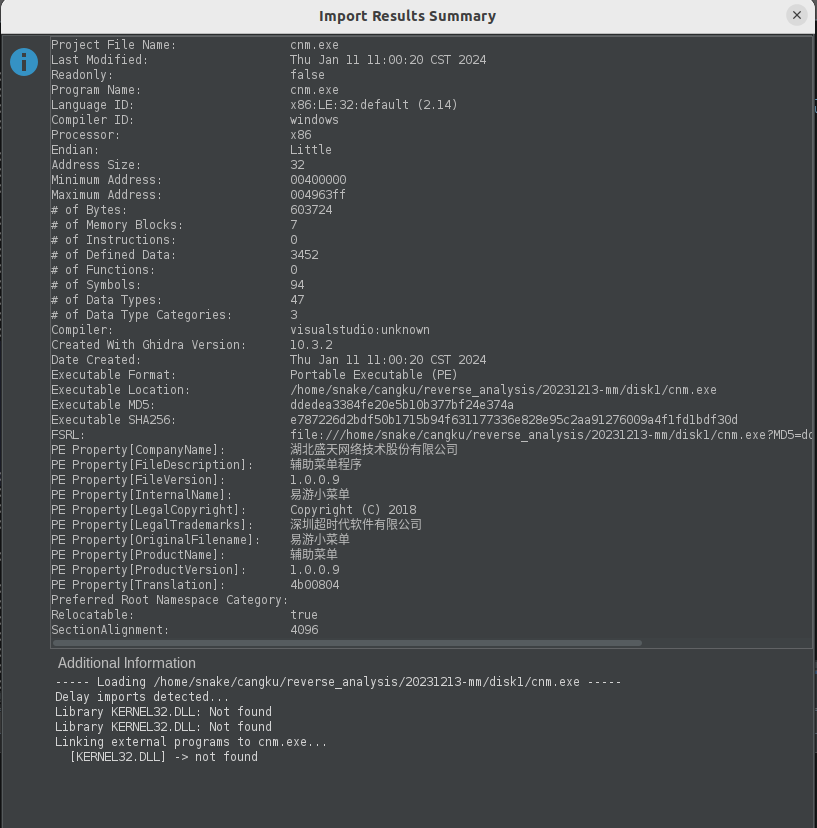 Import Results Summary
Project File Name: cnm.exe
Last Modified: Thu Jan 11 11:00:20 CST 2024
Readonly: false
Program Name: cnm.exe
Language ID: x86:LE:32:default (2.14)
Compiler ID: windows
Processor: x86
Endian: Little
Address Size: 32
Minimum Address: 00400000
Maximum Address: 004963ff
# of Bytes: 603724
# of Memory Blocks: 7
# of Instructions: 0
# of Defined Data: 3452
# of Functions: 0
# of Symbols: 94
# of Data Types: 47
# of Data Type Categories: 3
Compiler: visualstudio:unknown
Created With Ghidra Version: 10.3.2
Date Created: Thu Jan 11 11:00:20 CST 2024
Executable Format: Portable Executable (PE)
Executable Location: /home/snake/cangku/reverse_analysis/20231213-mm/disk1/cnm.exe
Executable MD5: ddedea3384fe20e5b10b377bf24e374a
Executable SHA256: e787226d2bdf50b1715b94f631177336e828e95c2aa91276009a4f1fd1bdf30d
FSRL: file:///home/snake/cangku/reverse_analysis/20231213-mm/disk1/cnm.exe?MD5=dd
PE Property[CompanyName]: 湖北盛天网络技术股份有限公司
PE Property[FileDescription]: 辅助菜单程序
PE Property[FileVersion]: 1.0.0.9
PE Property[InternalName]: 易游小菜单
PE Property[LegalCopyright]: Copyright (C) 2018
PE Property[LegalTrademarks]: 深圳超时代软件有限公司
PE Property[OriginalFilename]: 易游小菜单
PE Property[ProductName]: 辅助菜单
PE Property[ProductVersion]: 1.0.0.9
PE Property[Translation]: 4b00804
Preferred Root Namespace Category:
Relocatable: true
SectionAlignment: 4096
Additional Information
----- Loading /home/snake/cangku/reverse_analysis/20231213-mm/disk1/cnm.exe -----
Delay imports detected...
Library KERNEL32.DLL: Not found
Library KERNEL32.DLL: Not found
Linking external programs to cnm.exe...
[KERNEL32.DLL] -> not found